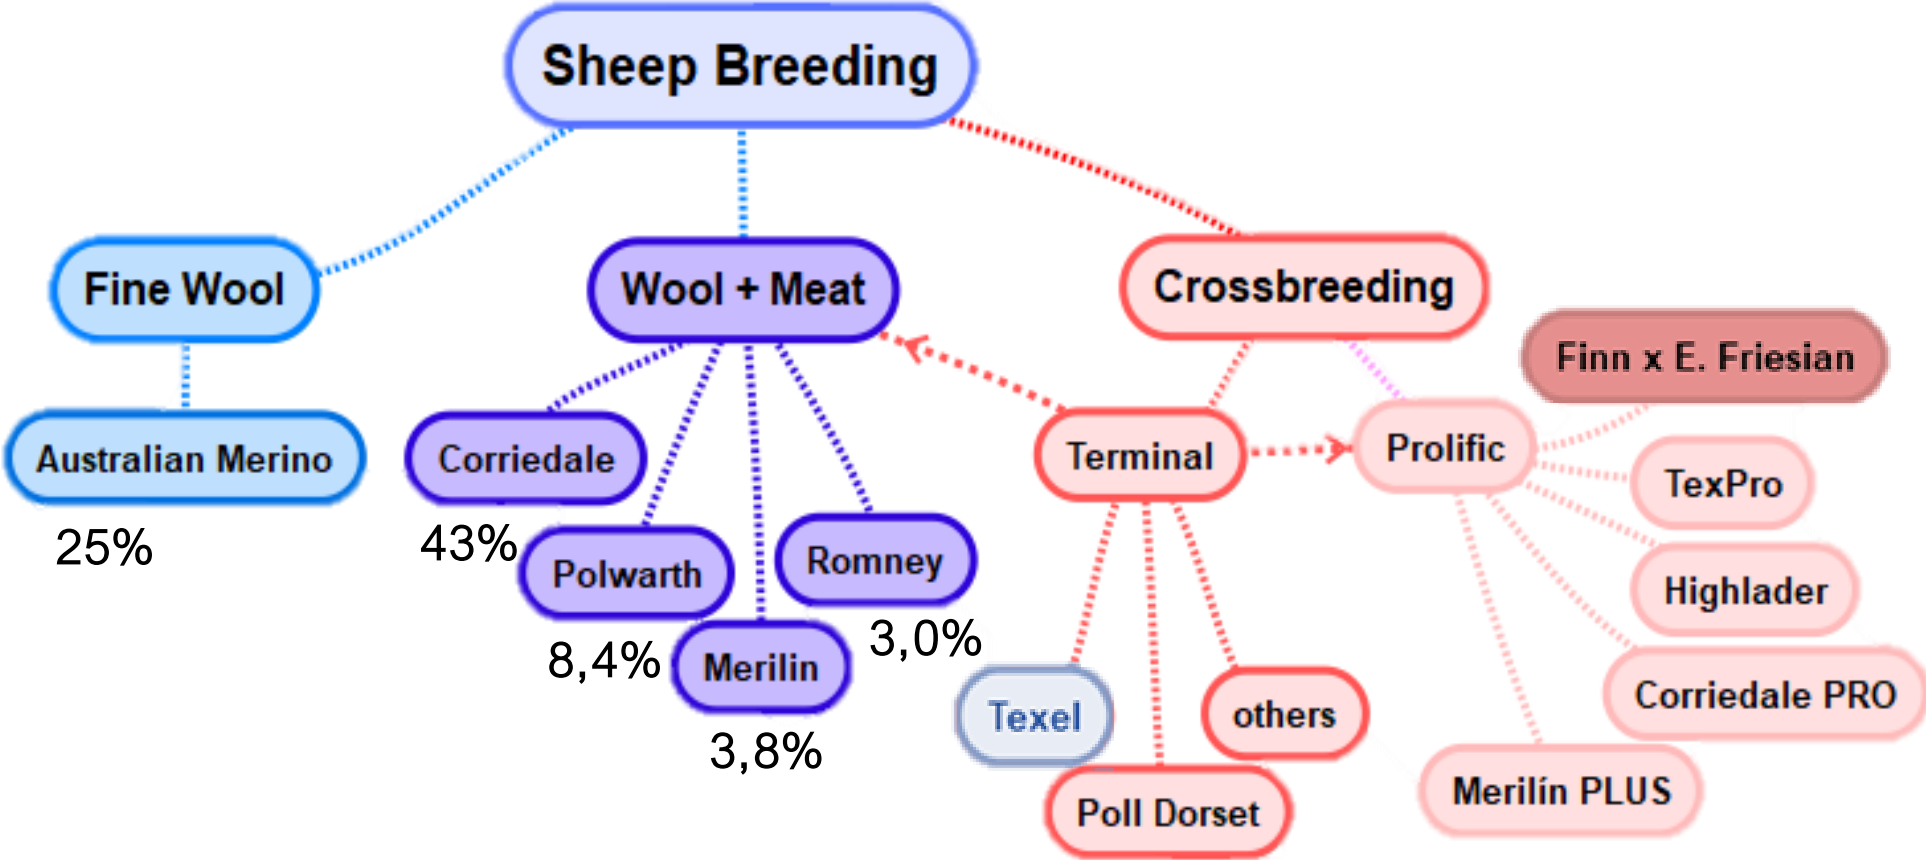 Sheep Breeding
Fine Wool
Wool + Meat
Crossbreeding
Finn x E. Friesian
Australian Merino
Corriedale
Terminal
Prolific
TexPro
25%
43%
Polwarth
Romney
Highlader
8,4%
Merilin
3,0%
Texel
others
Corriedale PRO
3,8%
Poll Dorset
Merilín PLUS